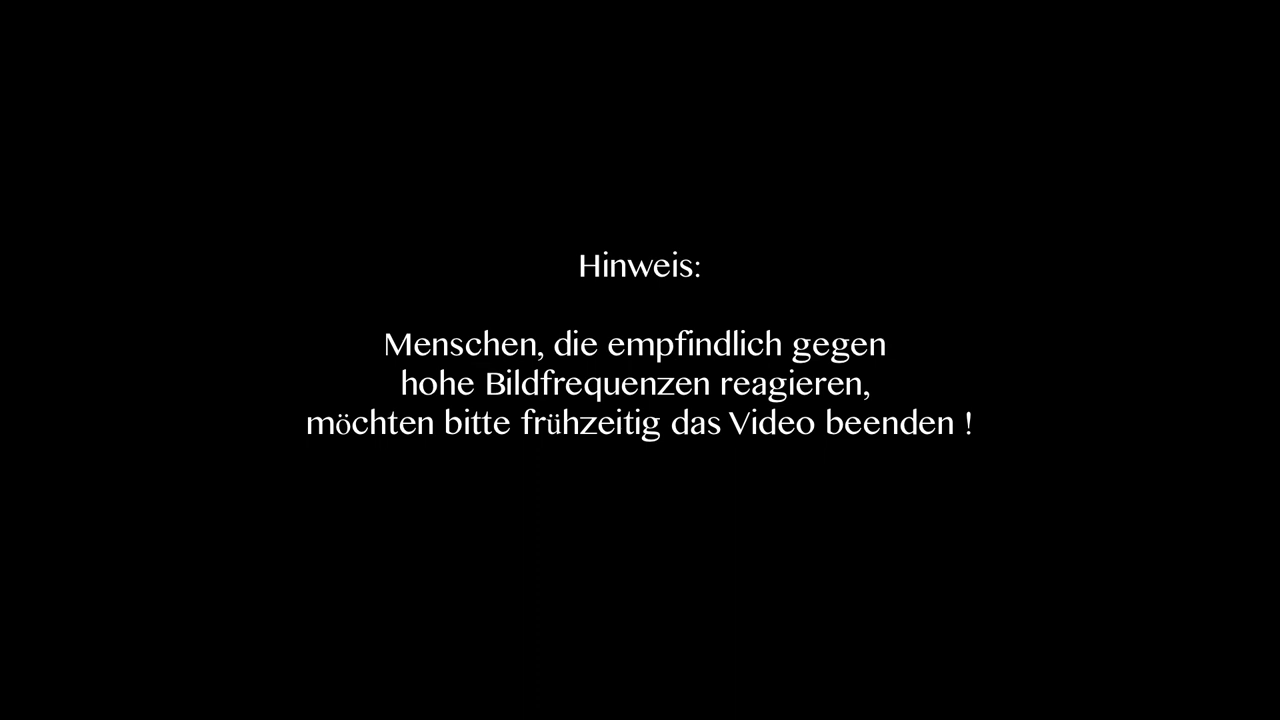 Hinweis:
Menschen, die empfindlich gegen
hohe Bildfrequenzen reagieren,
möchten bitte frühzeitig das Video beenden !